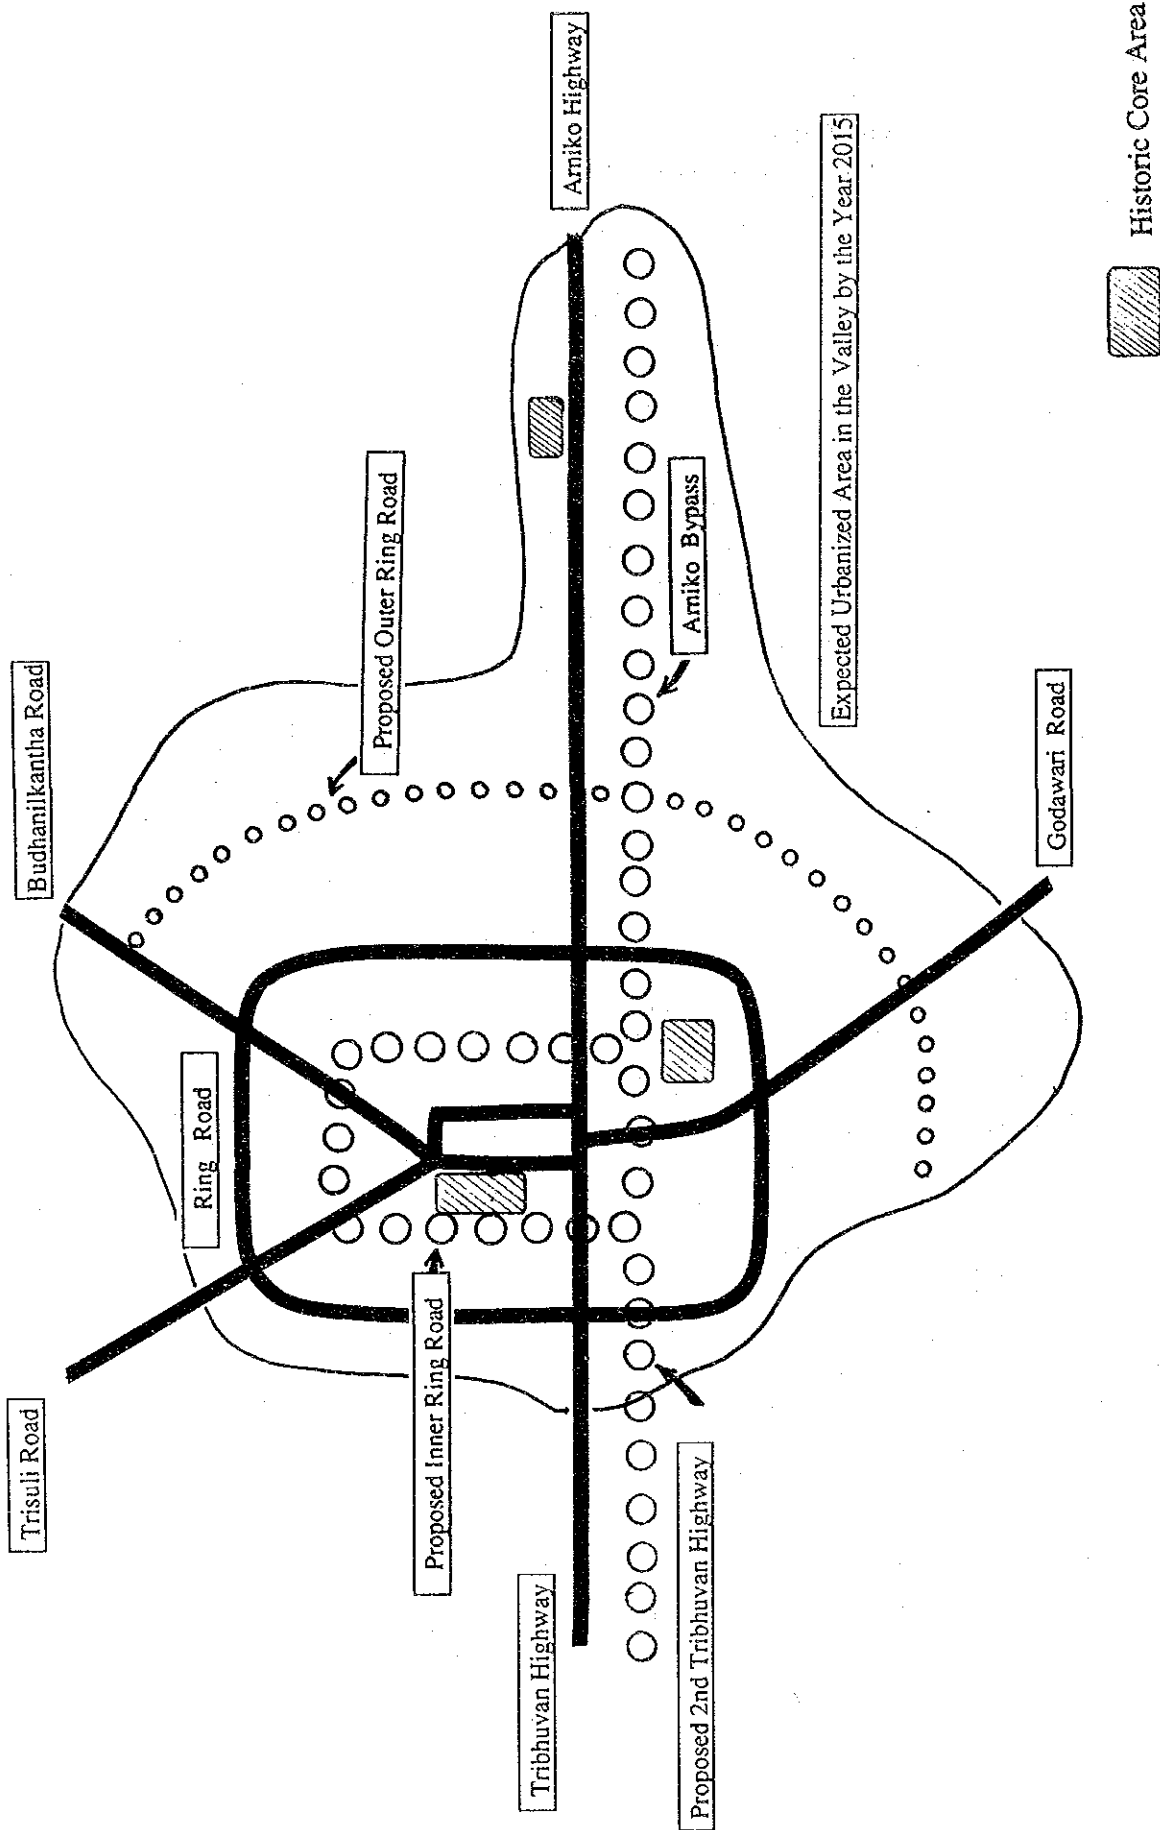 Trisuli Road
Budhanilkantha Road
Ring Road
Proposed Outer Ring Road
Proposed Inner Ring Road
Tribhuvan Highway
Arniko Highway
Proposed 2nd Tribhuvan Highway
Arniko Bypass
Expected Urbanized Area in the Valley by the Year 2015
Godawari Road
Historic Core Area